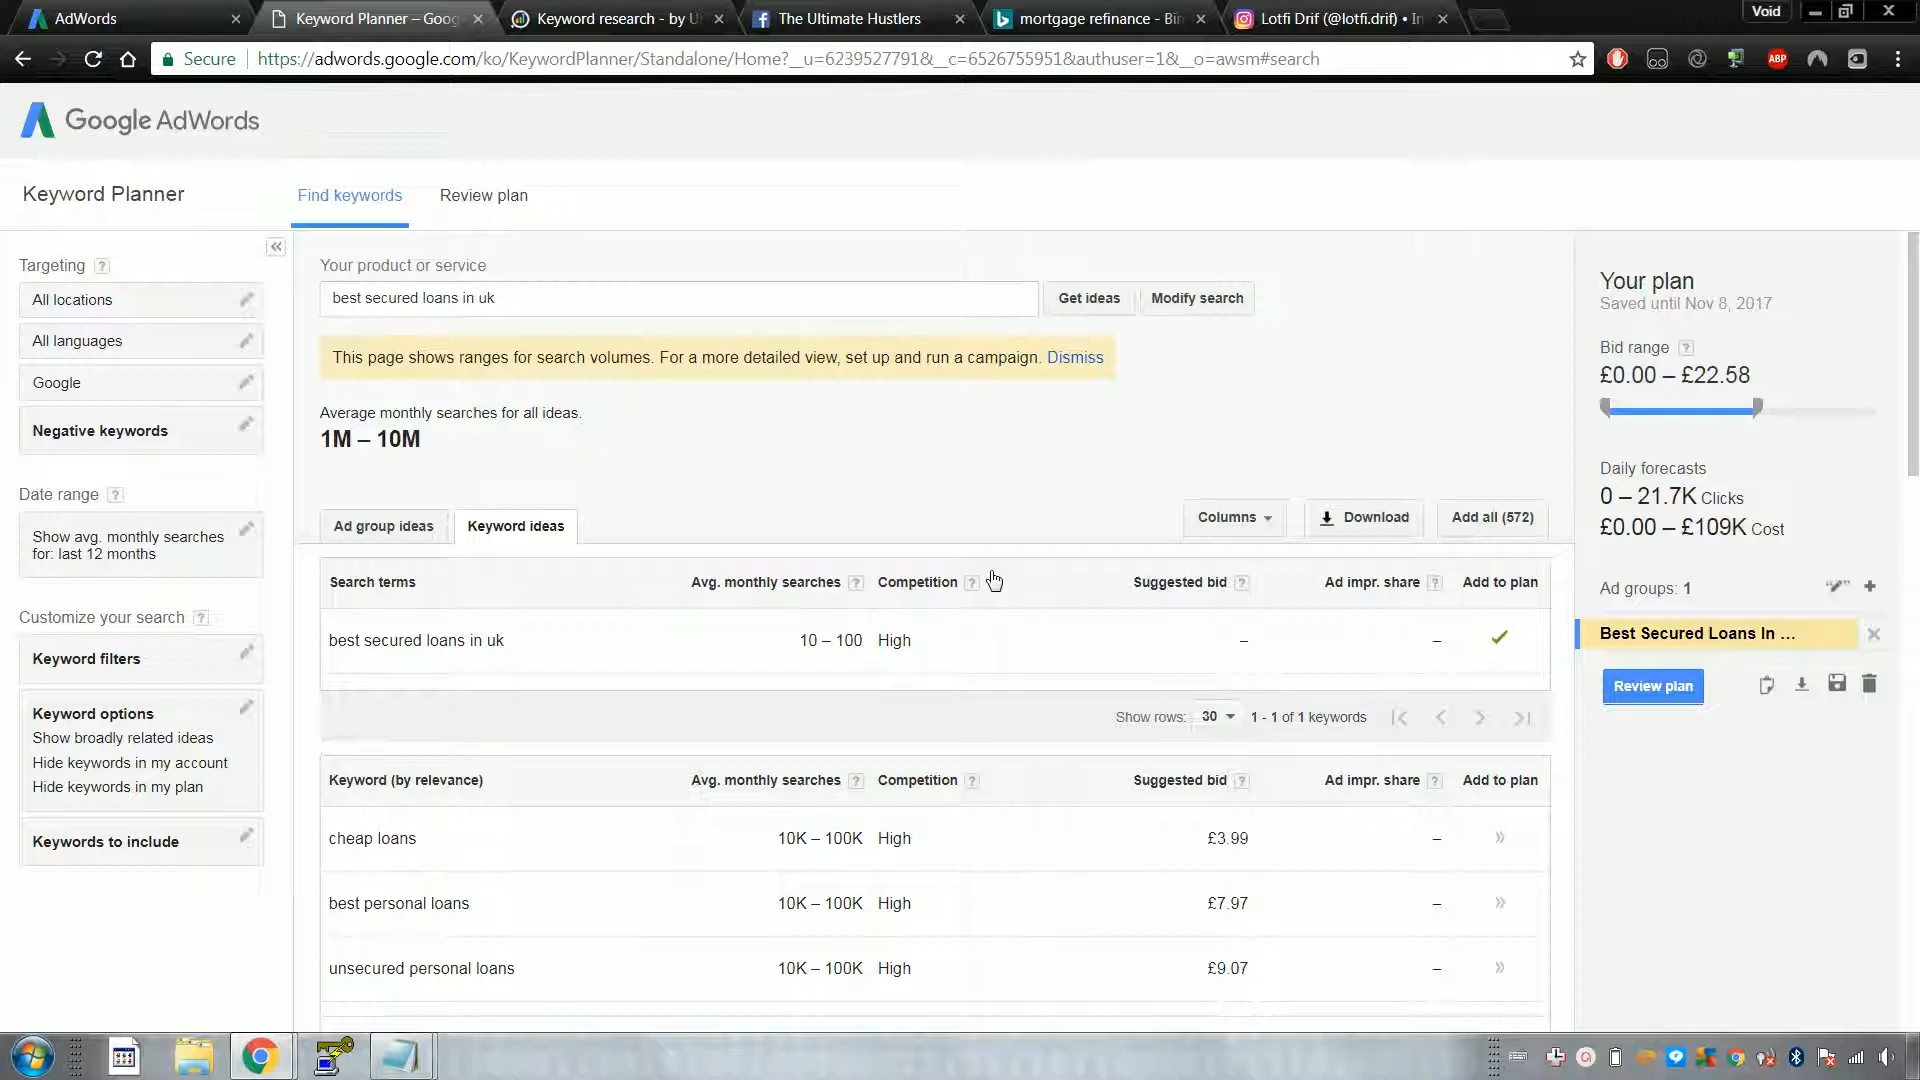 AdWords
Keyword Planner – Goog
Keyword research - by U
The Ultimate Hustlers
mortgage refinance - Bin
Lotfi Drif (@lotfi.drif) • In
Void
Secure
https://adwords.google.com/ko/KeywordPlanner/Standalone/Home?__u=6239527791&__c=6526755951&authuser=1&__o=awsm#search
ABP
Google AdWords
Keyword Planner
Find keywords
Review plan
Targeting ?
All locations
All languages
Google
Negative keywords
Date range ?
Show avg. monthly searches
for: last 12 months
Customize your search ?
Keyword filters
Keyword options
Show broadly related ideas
Hide keywords in my account
Hide keywords in my plan
Keywords to include
Your product or service
best secured loans in uk
Get ideas
Modify search
This page shows ranges for search volumes. For a more detailed view, set up and run a campaign. Dismiss
Average monthly searches for all ideas.
1M – 10M
Ad group ideas
Keyword ideas
Columns
Download
Add all (572)
Search terms Avg. monthly searches ? Competition ? Suggested bid ? Ad impr. share ? Add to plan
best secured loans in uk 10 – 100 High – –
Show rows: 30 1 - 1 of 1 keywords
Keyword (by relevance) Avg. monthly searches ? Competition ? Suggested bid ? Ad impr. share ? Add to plan
cheap loans 10K – 100K High £3.99 – »
best personal loans 10K – 100K High £7.97 – »
unsecured personal loans 10K – 100K High £9.07 – »
Your plan
Saved until Nov 8, 2017
Bid range ?
£0.00 – £22.58
Daily forecasts
0 – 21.7K Clicks
£0.00 – £109K Cost
Ad groups: 1
Best Secured Loans In ...
Review plan